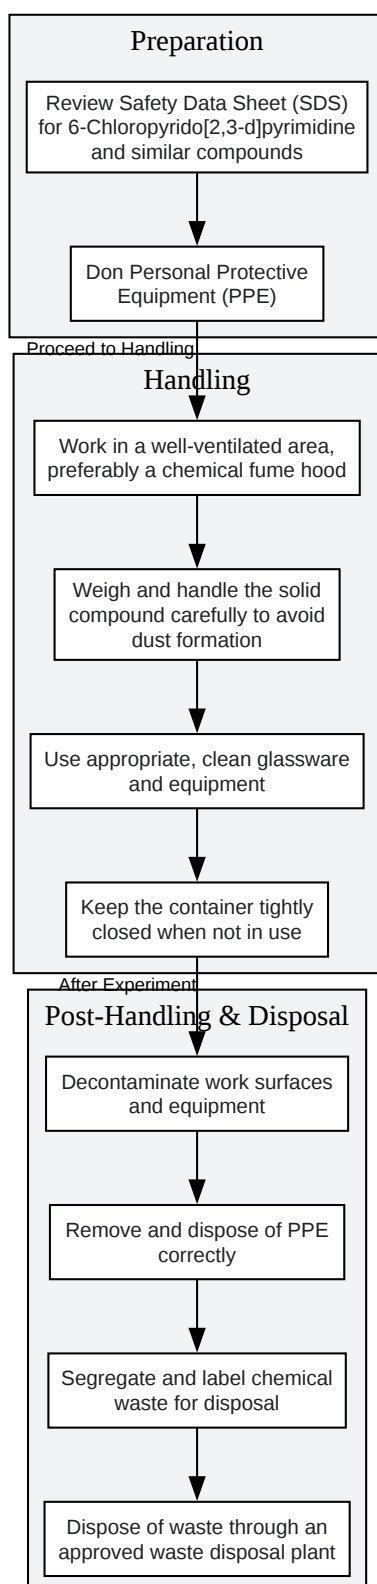 Preparation
Review Safety Data Sheet (SDS)
for 6-Chloropyrido[2,3-d]pyrimidine
and similar compounds
Don Personal Protective
Equipment (PPE)
Proceed to Handling
Handling
Work in a well-ventilated area,
preferably a chemical fume hood
Weigh and handle the solid
compound carefully to avoid
dust formation
Use appropriate, clean glassware
and equipment
Keep the container tightly
closed when not in use
After Experiment
Post-Handling & Disposal
Decontaminate work surfaces
and equipment
Remove and dispose of PPE
correctly
Segregate and label chemical
waste for disposal
Dispose of waste through an
approved waste disposal plant